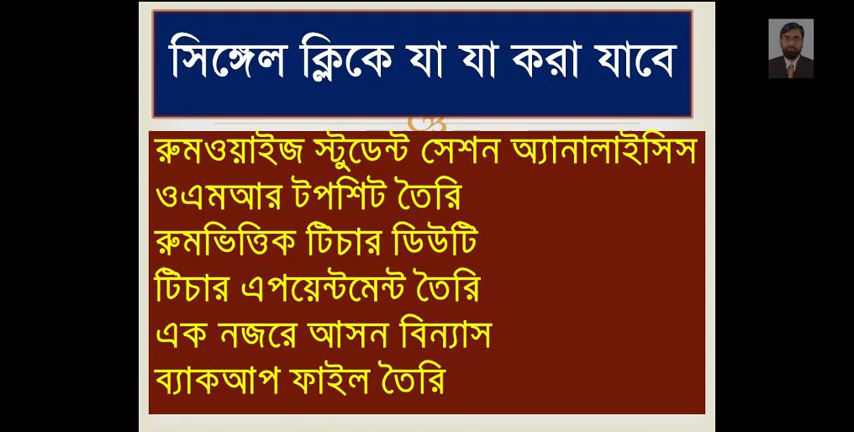 সিঙ্গেল ক্লিকে যা যা করা যাবে
রুমওয়াইজ স্টুডেন্ট সেশন অ্যানালাইসিস
ওএমআর টপশিট তৈরি
রুমভিত্তিক টিচার ডিউটি
টিচার এপয়েন্টমেন্ট তৈরি
এক নজরে আসন বিন্যাস
ব্যাকআপ ফাইল তৈরি